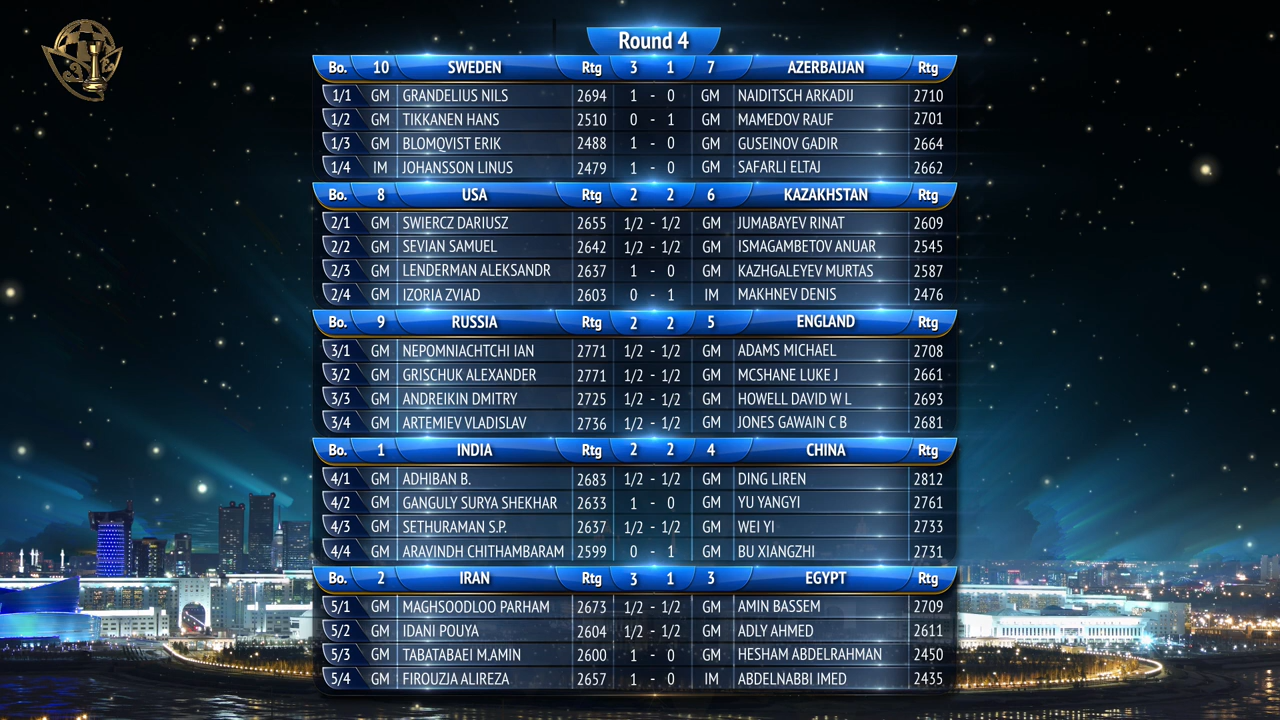 Round 4
Bo. 10 SWEDEN Rtg 3 1 7 AZERBAIJAN Rtg
1/1 GM GRANDELIUS NILS 2694 1 - 0 GM NAIDITSCH ARKADIJ 2710
1/2 GM TIKKANEN HANS 2510 0 - 1 GM MAMEDOV RAUF 2701
1/3 GM BLOMQVIST ERIK 2488 1 - 0 GM GUSEINOV GADIR 2664
1/4 IM JOHANSSON LINUS 2479 1 - 0 GM SAFARLI ELTAJ 2662
Bo. 8 USA Rtg 2 2 6 KAZAKHSTAN Rtg
2/1 GM SWIERCZ DARIUSZ 2655 1/2 - 1/2 GM JUMABAYEV RINAT 2609
2/2 GM SEVIAN SAMUEL 2642 1/2 - 1/2 GM ISMAGAMBETOV ANUAR 2545
2/3 GM LENDERMAN ALEKSANDR 2637 1 - 0 GM KAZHGALEYEV MURTAS 2587
2/4 GM IZORIA ZVIAD 2603 0 - 1 IM MAKHNEV DENIS 2476
Bo. 9 RUSSIA Rtg 2 2 5 ENGLAND Rtg
3/1 GM NEPOMNIACHTCHI IAN 2771 1/2 - 1/2 GM ADAMS MICHAEL 2708
3/2 GM GRISCHUK ALEXANDER 2771 1/2 - 1/2 GM MCSHANE LUKE J 2661
3/3 GM ANDREIKIN DMITRY 2725 1/2 - 1/2 GM HOWELL DAVID W L 2693
3/4 GM ARTEMIEV VLADISLAV 2736 1/2 - 1/2 GM JONES GAWAIN C B 2681
Bo. 1 INDIA Rtg 2 2 4 CHINA Rtg
4/1 GM ADHIBAN B. 2683 1/2 - 1/2 GM DING LIREN 2812
4/2 GM GANGULY SURYA SHEKHAR 2633 1 - 0 GM YU YANGYI 2761
4/3 GM SETHURAMAN S.P. 2637 1/2 - 1/2 GM WEI YI 2733
4/4 GM ARAVINDH CHITHAMBARAM 2599 0 - 1 GM BU XIANGZHI 2731
Bo. 2 IRAN Rtg 3 1 3 EGYPT Rtg
5/1 GM MAGHSOODLOO PARHAM 2673 1/2 - 1/2 GM AMIN BASSEM 2709
5/2 GM IDANI POUYA 2604 1/2 - 1/2 GM ADLY AHMED 2611
5/3 GM TABATABAEI M.AMIN 2600 1 - 0 GM HESHAM ABDELRAHMAN 2450
5/4 GM FIROUZJA ALIREZA 2657 1 - 0 IM ABDELNABBI IMED 2435